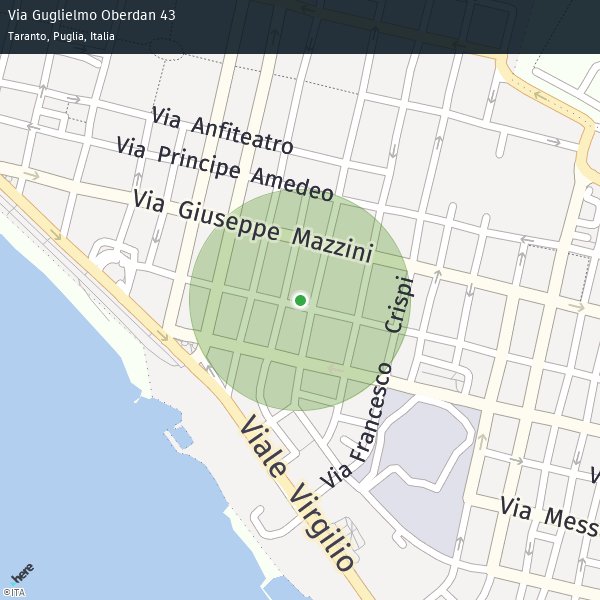 Via Guglielmo Oberdan 43
Taranto, Puglia, Italia
Via Anfiteatro
Via Principe Amedeo
Via Giuseppe Mazzini
Via Francesco Crispi
Viale Virgilio
Via Mess
V
here
©ITA